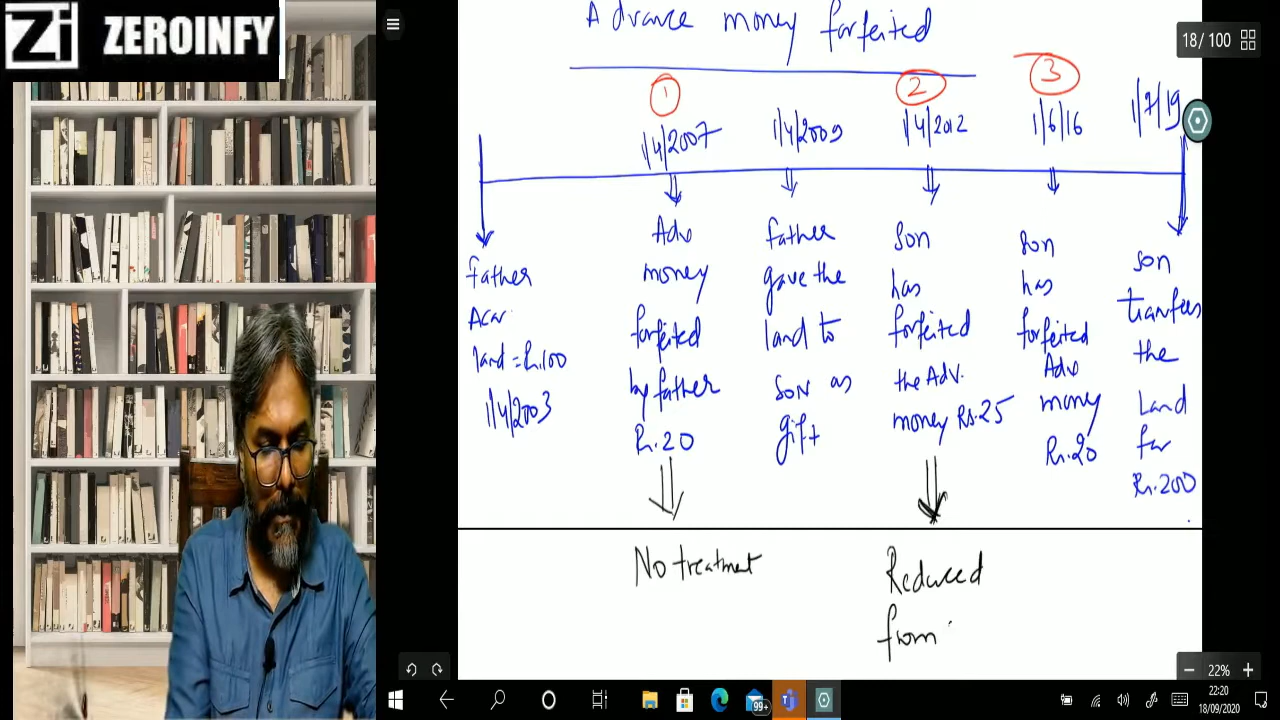 Zi ZEROINFY
18/100
Advance money forfeited
1 2 3
1/4/2007 1/4/2009 1/4/2012 1/6/16 1/7/19
father
Acqr
land = Rs.100
1/4/2003
Adv
money
forfeited
by father
Rs.20
father
gave the
land to
son as
gift
Son
has
forfeited
the Adv.
money Rs.25
son
has
forfeited
Adv
money
Rs.20
son
tranfers
the
Land
for
Rs.200
No treatment
Reduced
from
22%
99+
22:20
18/09/2020